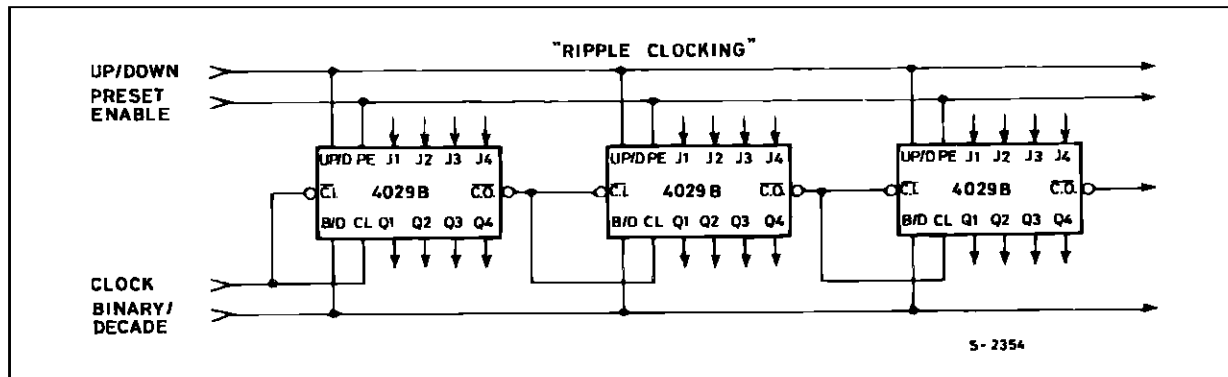 "RIPPLE CLOCKING"
UP/DOWN
PRESET
ENABLE
UP/D PE J1 J2 J3 J4
C.I. 4029B C.O.
B/D CL Q1 Q2 Q3 Q4
UP/D PE J1 J2 J3 J4
C.I. 4029B C.O.
B/D CL Q1 Q2 Q3 Q4
UP/D PE J1 J2 J3 J4
C.I. 4029B C.O.
B/D CL Q1 Q2 Q3 Q4
CLOCK
BINARY/
DECADE
S-2354